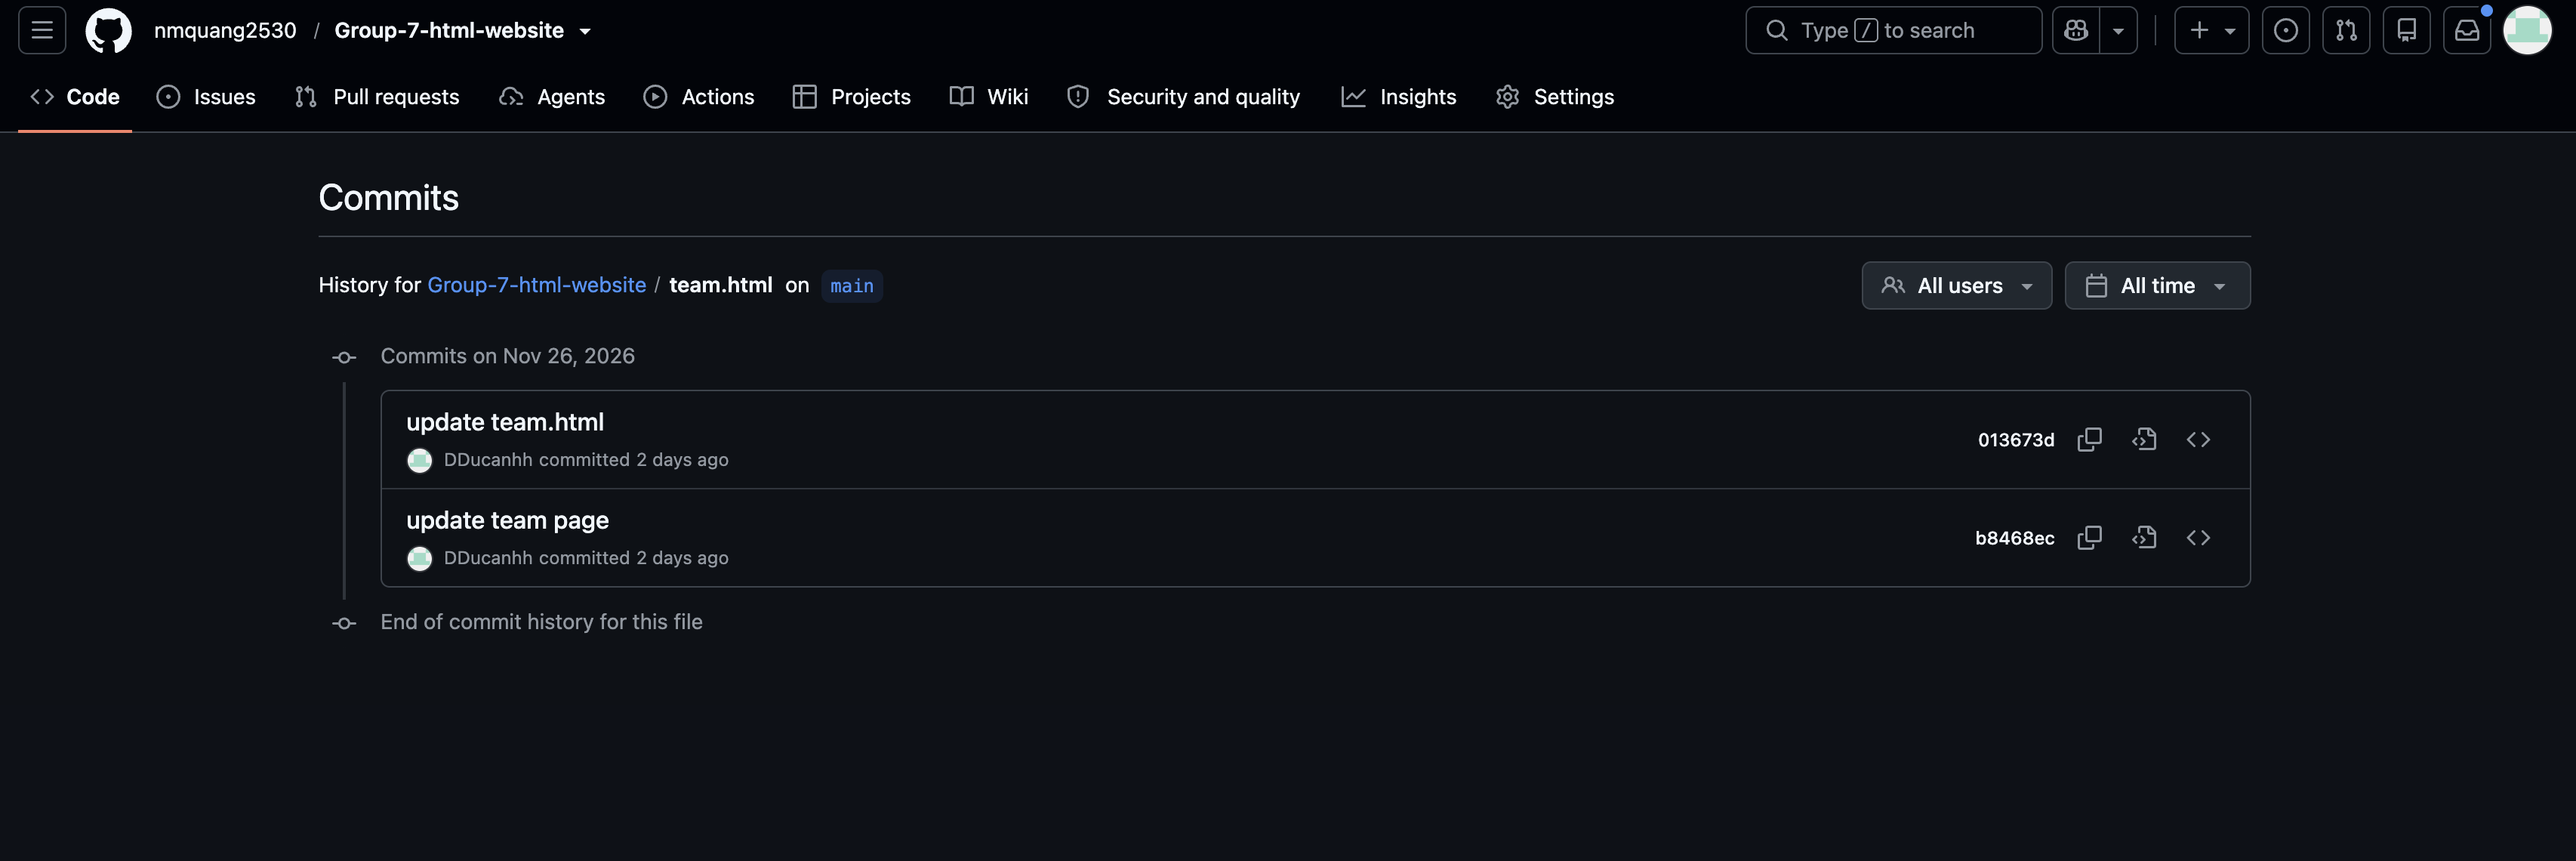 nmquang2530 / Group-7-html-website
Type / to search
Code Issues Pull requests Agents Actions Projects Wiki Security and quality Insights Settings
Commits
History for Group-7-html-website / team.html on main
All users All time
Commits on Nov 26, 2026
update team.html
DDucanhh committed 2 days ago
013673d
update team page
DDucanhh committed 2 days ago
b8468ec
End of commit history for this file